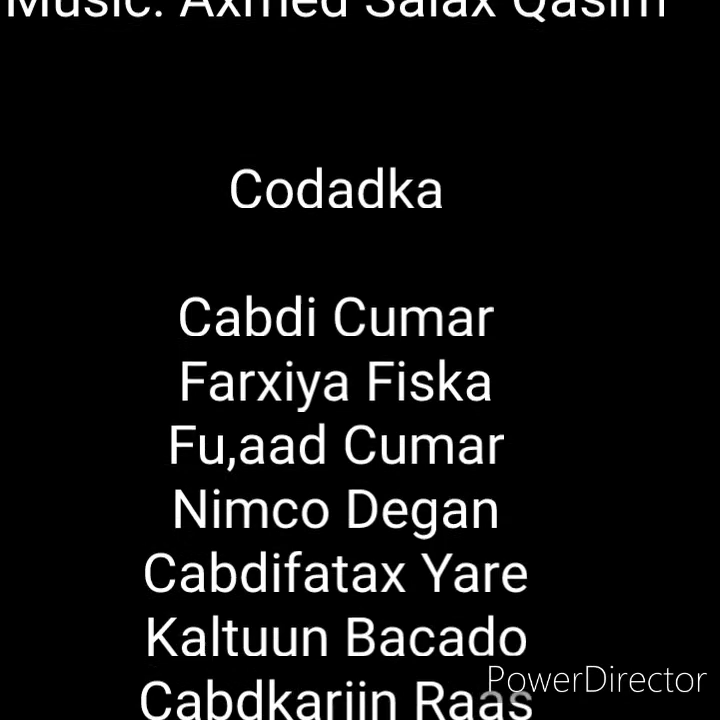 Music: Axmed Salax Qasim
Codadka
Cabdi Cumar
Farxiya Fiska
Fu,aad Cumar
Nimco Degan
Cabdifatax Yare
Kaltuun Bacado
Cabdkariin Raas
PowerDirector